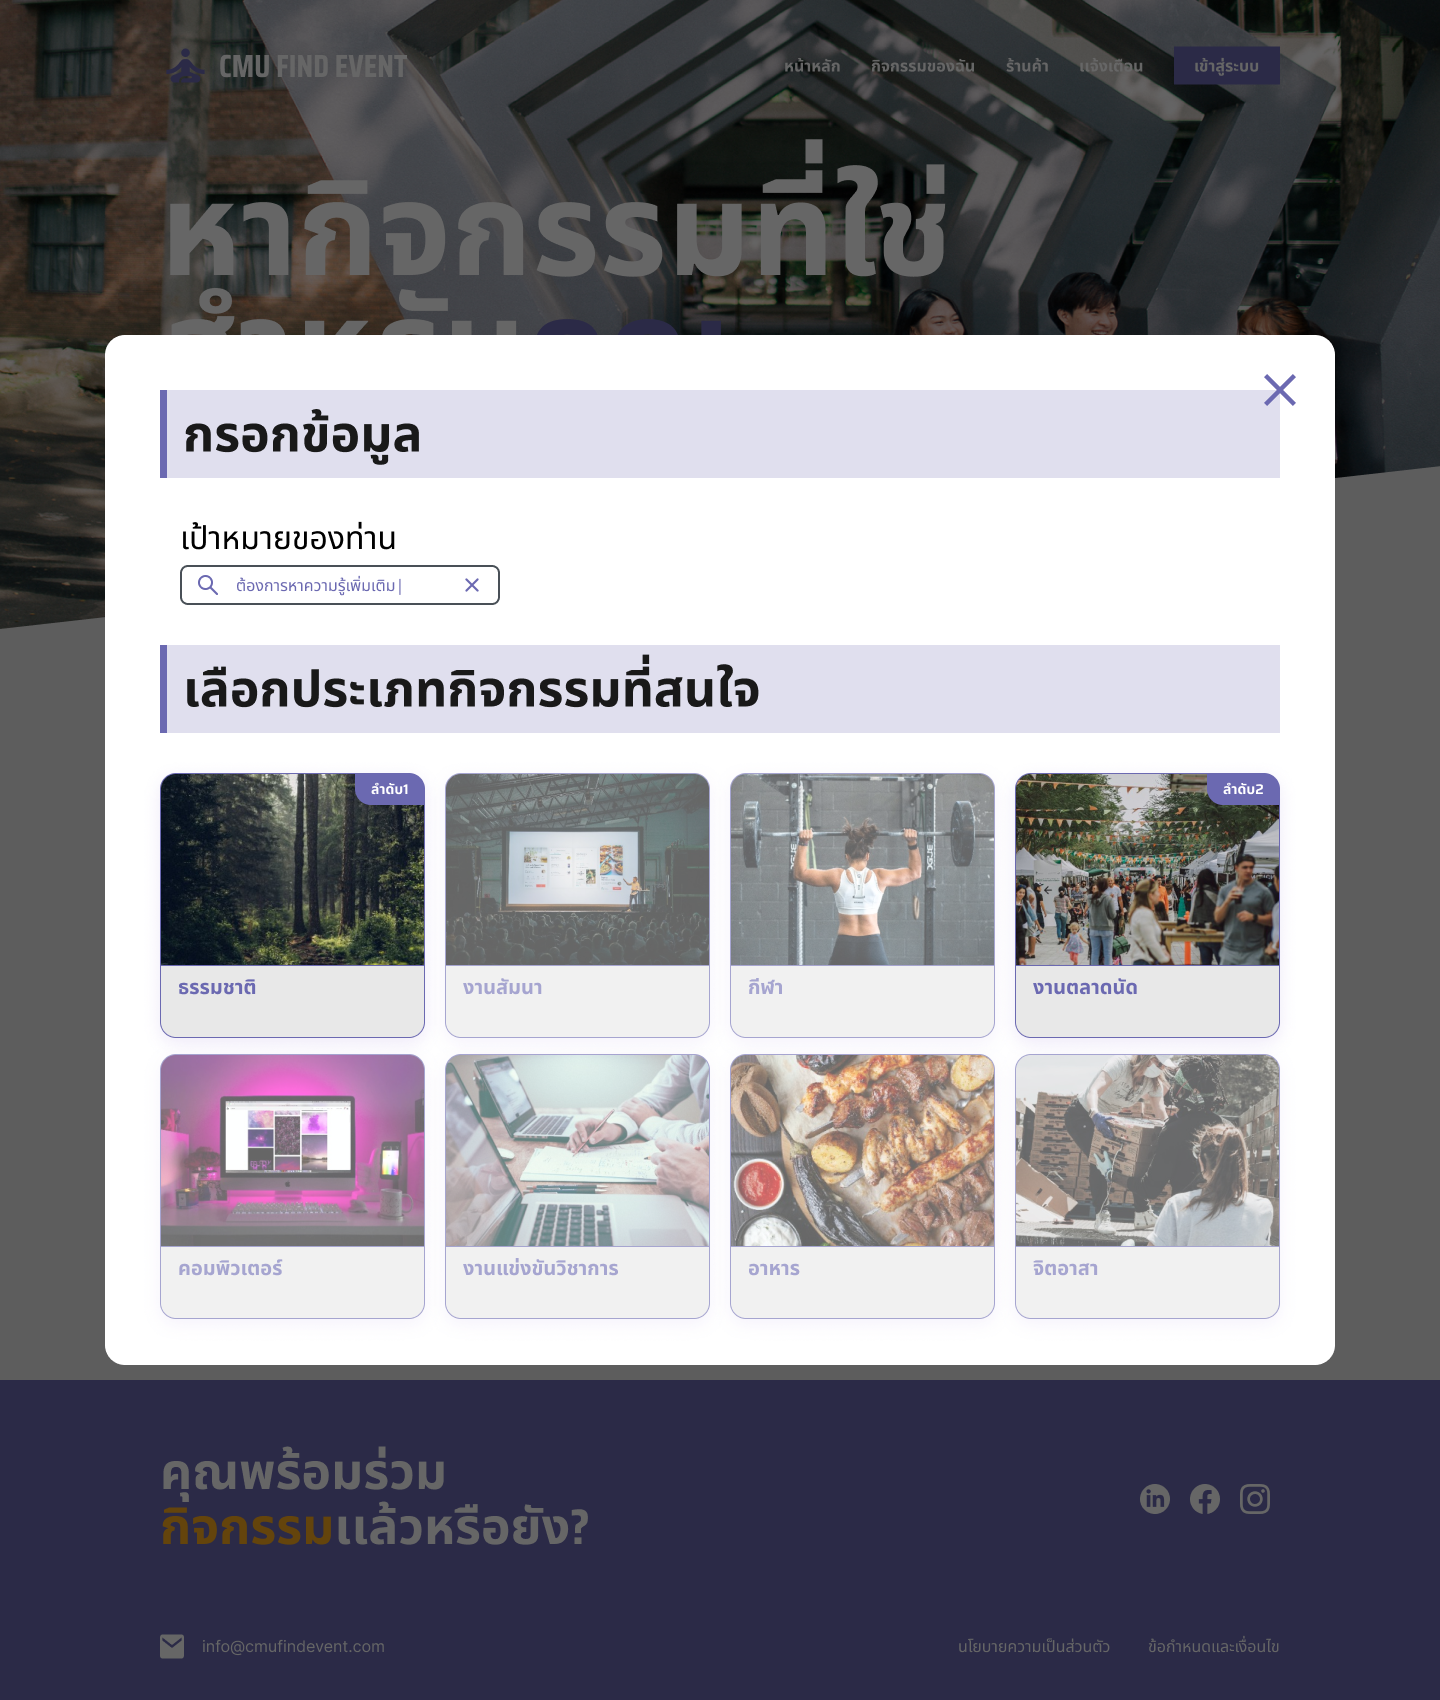 CMU FIND EVENT
หน้าหลัก กิจกรรมของฉัน ร้านค้า แจ้งเตือน เข้าสู่ระบบ
หากิจกรรมที่ใช่
กรอกข้อมูล
เป้าหมายของท่าน
ต้องการหาความรู้เพิ่มเติม|
เลือกประเภทกิจกรรมที่สนใจ
ลำดับ1
ลำดับ2
ธรรมชาติ
งานสัมนา
กีฬา
งานตลาดนัด
คอมพิวเตอร์
งานแข่งขันวิชาการ
อาหาร
จิตอาสา
คุณพร้อมร่วม
กิจกรรมแล้วหรือยัง?
info@cmufindevent.com
นโยบายความเป็นส่วนตัว ข้อกำหนดและเงื่อนไข